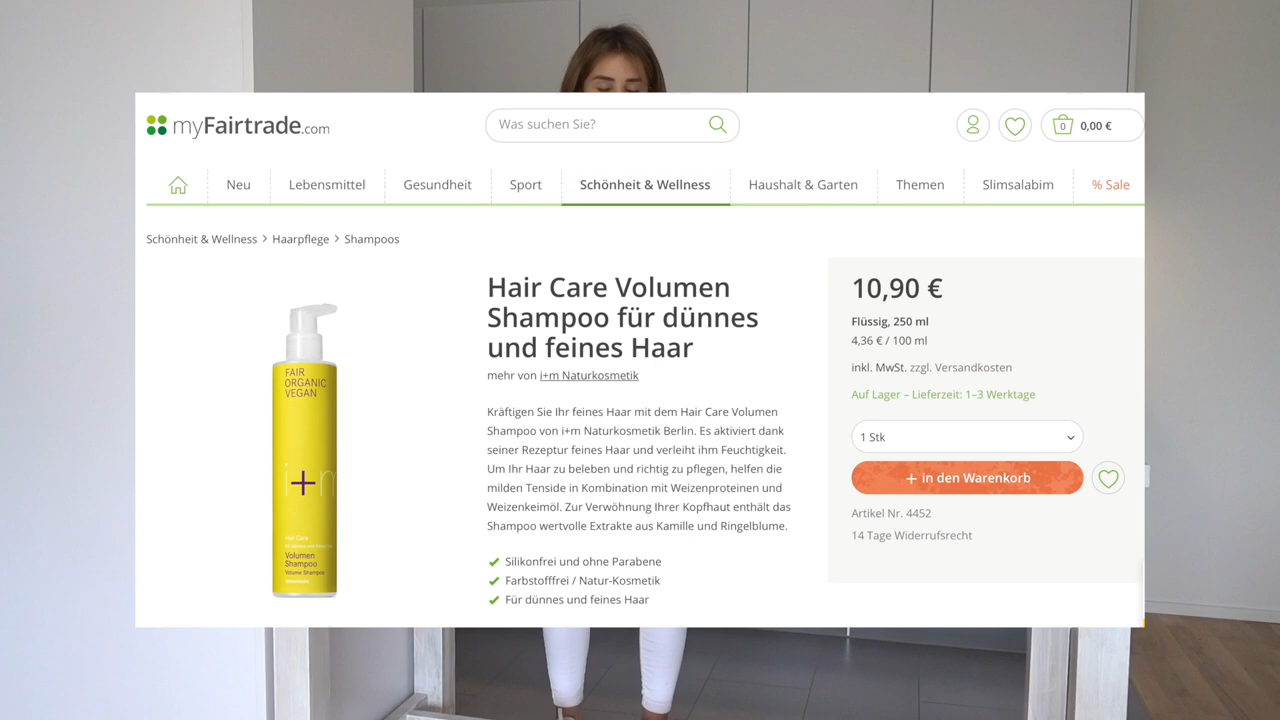 myFairtrade.com
Was suchen Sie?
0
0,00 €
Neu
Lebensmittel
Gesundheit
Sport
Schönheit & Wellness
Haushalt & Garten
Themen
Slimsalabim
% Sale
Schönheit & Wellness > Haarpflege > Shampoos
FAIR
ORGANIC
VEGAN
i+m
Hair Care
Volumen
Shampoo
Volume Shampoo
Hair Care Volumen
Shampoo für dünnes
und feines Haar
mehr von i+m Naturkosmetik
Kräftigen Sie Ihr feines Haar mit dem Hair Care Volumen
Shampoo von i+m Naturkosmetik Berlin. Es aktiviert dank
seiner Rezeptur feines Haar und verleiht ihm Feuchtigkeit.
Um Ihr Haar zu beleben und richtig zu pflegen, helfen die
milden Tenside in Kombination mit Weizenproteinen und
Weizenkeimöl. Zur Verwöhnung Ihrer Kopfhaut enthält das
Shampoo wertvolle Extrakte aus Kamille und Ringelblume.
Silikonfrei und ohne Parabene
Farbstofffrei / Natur-Kosmetik
Für dünnes und feines Haar
10,90 €
Flüssig, 250 ml
4,36 € / 100 ml
inkl. MwSt. zzgl. Versandkosten
Auf Lager – Lieferzeit: 1–3 Werktage
1 Stk
+ in den Warenkorb
Artikel Nr. 4452
14 Tage Widerrufsrecht